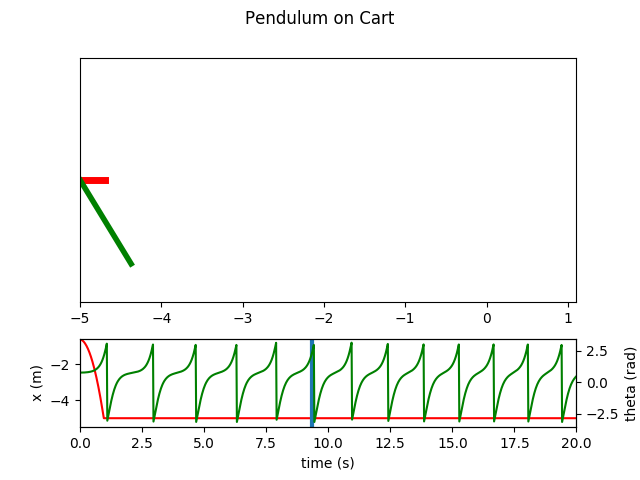 Pendulum on Cart
−5 −4 −3 −2 −1 0 1
x (m)
−2
−4
2.5
0.0
−2.5
theta (rad)
0.0 2.5 5.0 7.5 10.0 12.5 15.0 17.5 20.0
time (s)